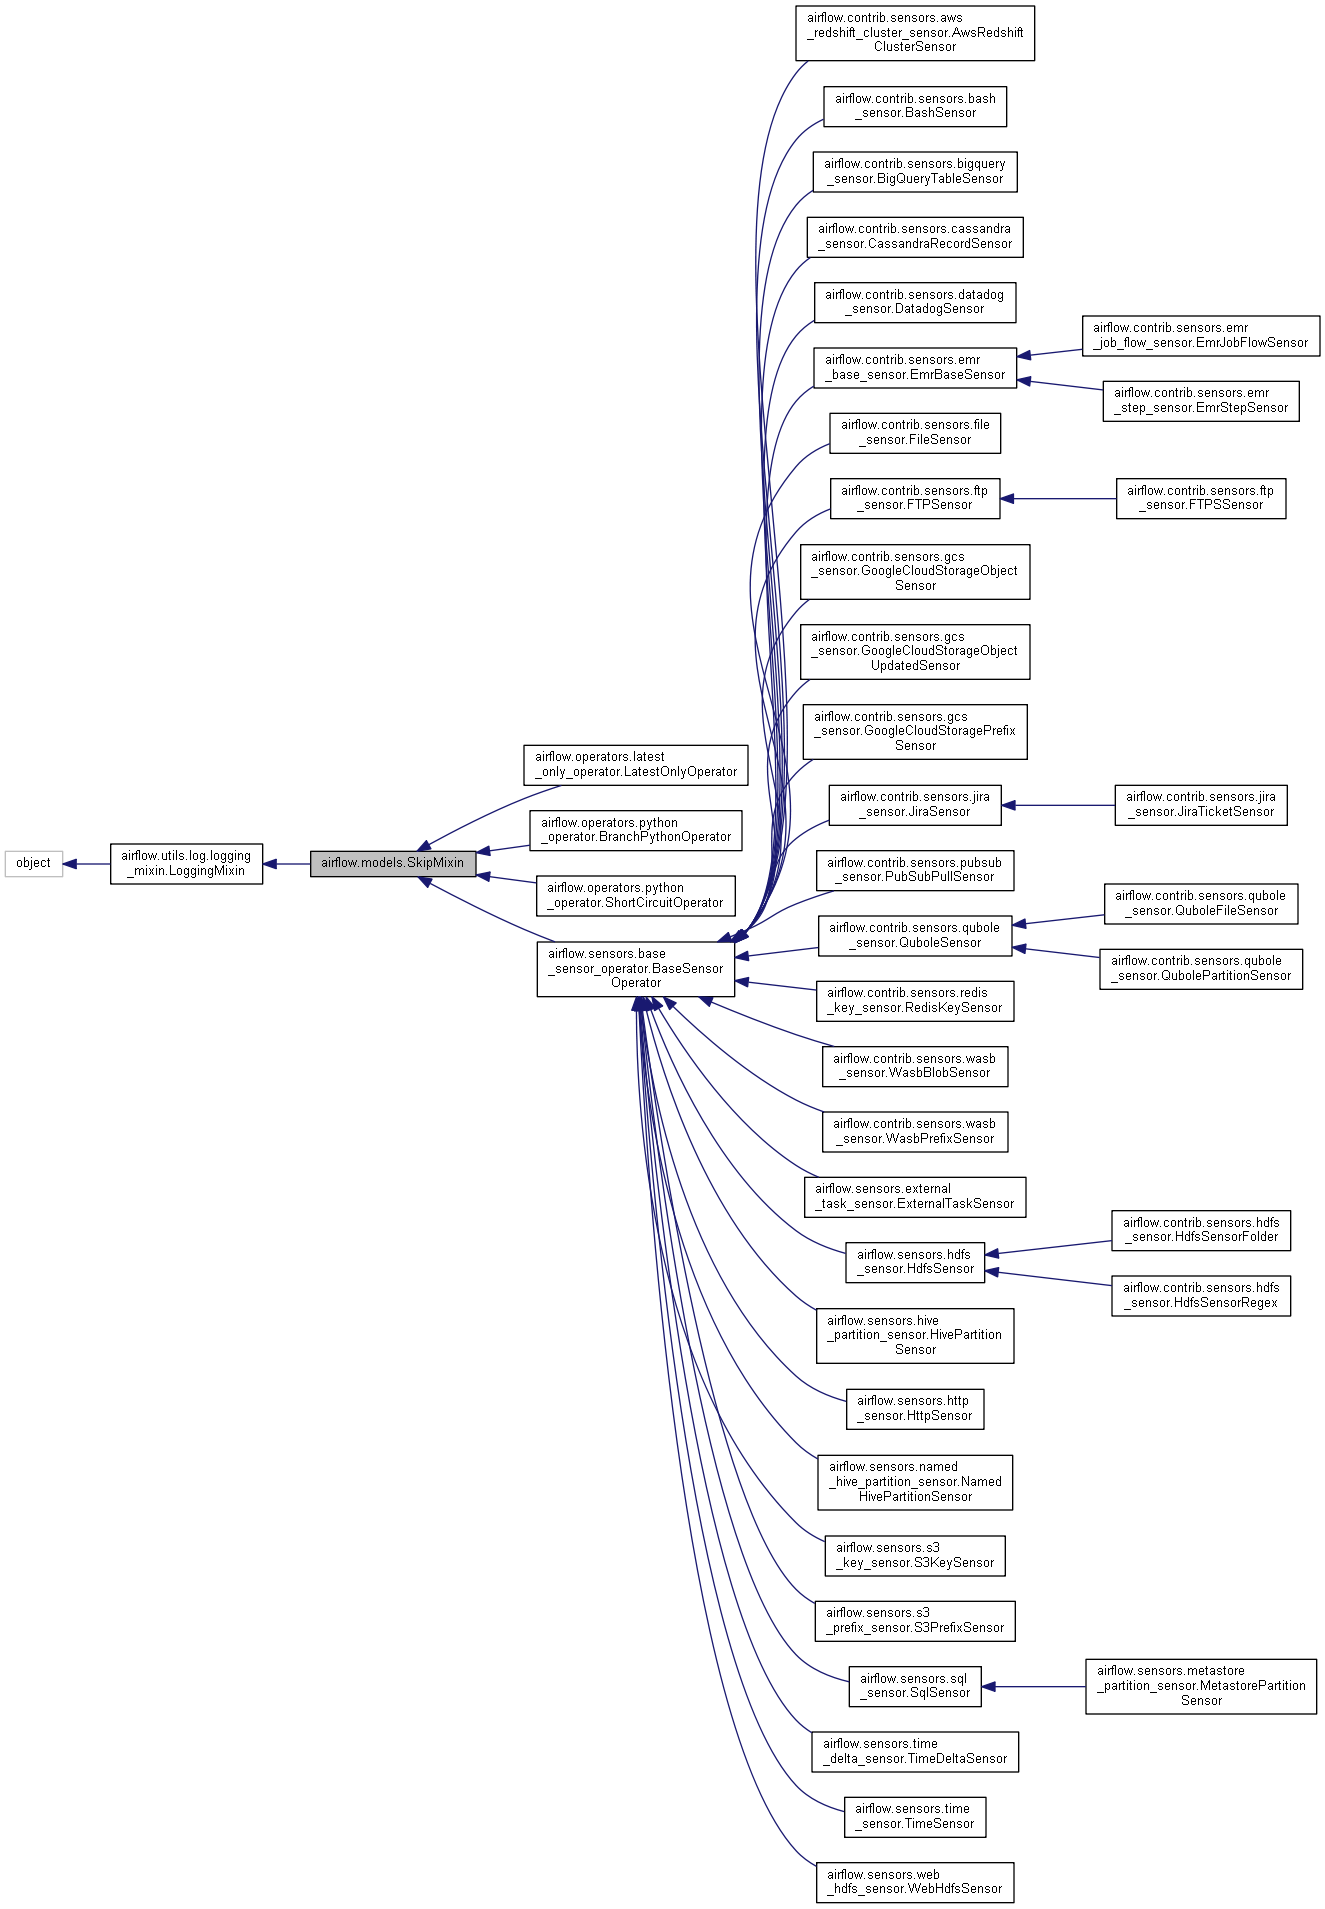 airflow.contrib.sensors.aws
_redshift_cluster_sensor.AwsRedshift
ClusterSensor
airflow.contrib.sensors.bash
_sensor.BashSensor
airflow.contrib.sensors.bigquery
_sensor.BigQueryTableSensor
airflow.contrib.sensors.cassandra
_sensor.CassandraRecordSensor
airflow.contrib.sensors.datadog
_sensor.DatadogSensor
airflow.contrib.sensors.emr
_base_sensor.EmrBaseSensor
airflow.contrib.sensors.emr
_job_flow_sensor.EmrJobFlowSensor
airflow.contrib.sensors.emr
_step_sensor.EmrStepSensor
airflow.contrib.sensors.file
_sensor.FileSensor
airflow.contrib.sensors.ftp
_sensor.FTPSensor
airflow.contrib.sensors.ftp
_sensor.FTPSSensor
airflow.contrib.sensors.gcs
_sensor.GoogleCloudStorageObject
Sensor
airflow.contrib.sensors.gcs
_sensor.GoogleCloudStorageObject
UpdatedSensor
airflow.contrib.sensors.gcs
_sensor.GoogleCloudStoragePrefix
Sensor
airflow.operators.latest
_only_operator.LatestOnlyOperator
airflow.contrib.sensors.jira
_sensor.JiraSensor
airflow.contrib.sensors.jira
_sensor.JiraTicketSensor
airflow.operators.python
_operator.BranchPythonOperator
object
airflow.utils.log.logging
_mixin.LoggingMixin
airflow.models.SkipMixin
airflow.contrib.sensors.pubsub
_sensor.PubSubPullSensor
airflow.operators.python
_operator.ShortCircuitOperator
airflow.contrib.sensors.qubole
_sensor.QuboleSensor
airflow.contrib.sensors.qubole
_sensor.QuboleFileSensor
airflow.contrib.sensors.qubole
_sensor.QubolePartitionSensor
airflow.sensors.base
_sensor_operator.BaseSensor
Operator
airflow.contrib.sensors.redis
_key_sensor.RedisKeySensor
airflow.contrib.sensors.wasb
_sensor.WasbBlobSensor
airflow.contrib.sensors.wasb
_sensor.WasbPrefixSensor
airflow.sensors.external
_task_sensor.ExternalTaskSensor
airflow.sensors.hdfs
_sensor.HdfsSensor
airflow.contrib.sensors.hdfs
_sensor.HdfsSensorFolder
airflow.contrib.sensors.hdfs
_sensor.HdfsSensorRegex
airflow.sensors.hive
_partition_sensor.HivePartition
Sensor
airflow.sensors.http
_sensor.HttpSensor
airflow.sensors.named
_hive_partition_sensor.Named
HivePartitionSensor
airflow.sensors.s3
_key_sensor.S3KeySensor
airflow.sensors.s3
_prefix_sensor.S3PrefixSensor
airflow.sensors.sql
_sensor.SqlSensor
airflow.sensors.metastore
_partition_sensor.MetastorePartition
Sensor
airflow.sensors.time
_delta_sensor.TimeDeltaSensor
airflow.sensors.time
_sensor.TimeSensor
airflow.sensors.web
_hdfs_sensor.WebHdfsSensor